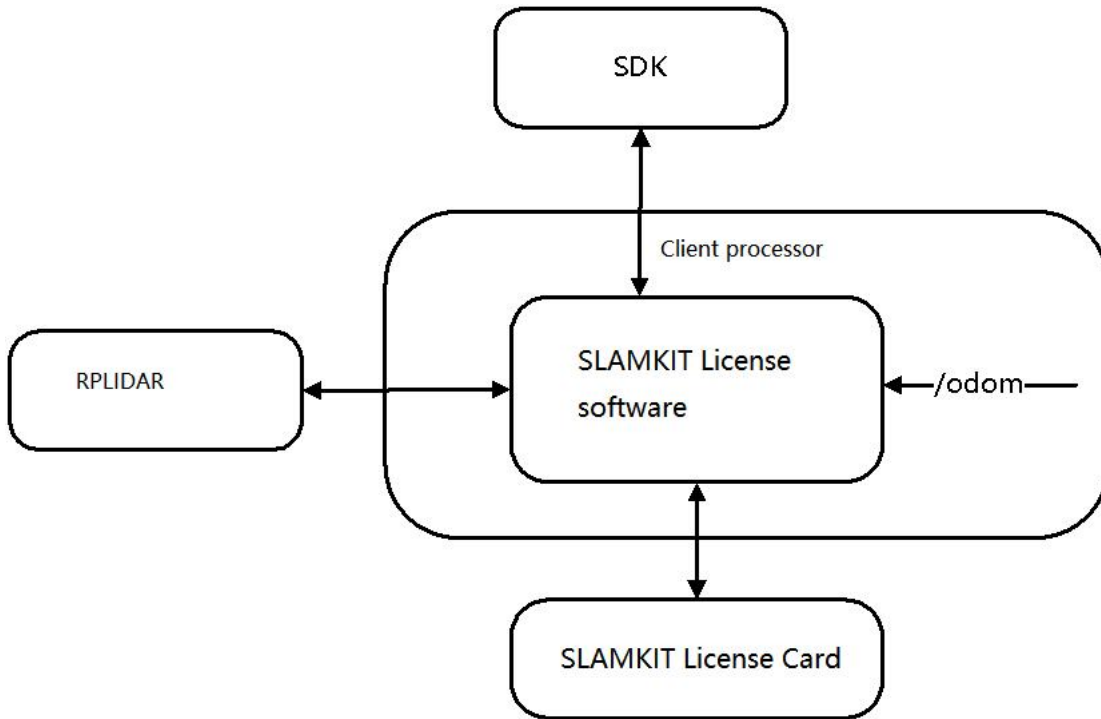 SDK
Client processor
SLAMKIT License
software
RPLIDAR
/odom
SLAMKIT License Card